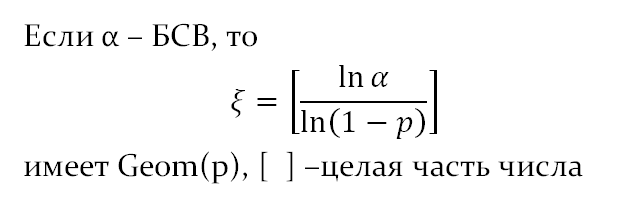 Если α – БСВ, то
ξ = [ln α / ln(1 − p)]
имеет Geom(p), [ ] –целая часть числа